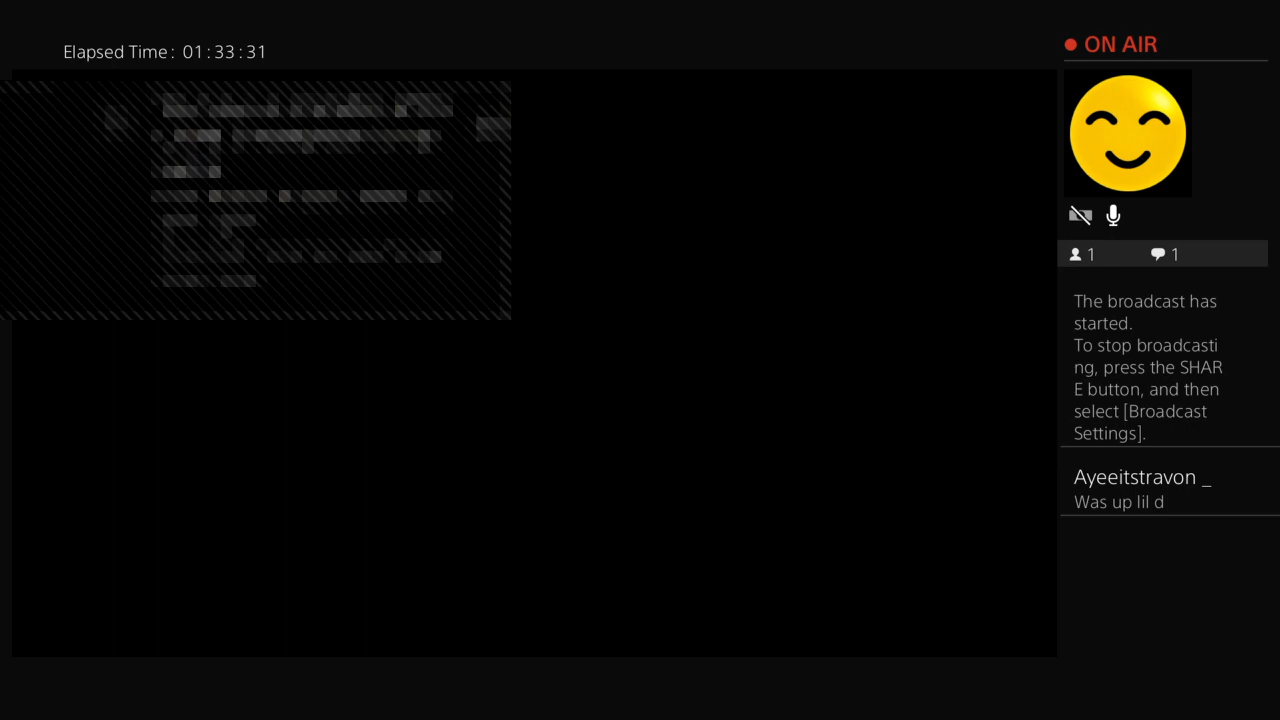 Elapsed Time: 01:33:31
ON AIR
1 1
The broadcast has
started.
To stop broadcasti
ng, press the SHAR
E button, and then
select [Broadcast
Settings].
Ayeeitstravon _
Was up lil d